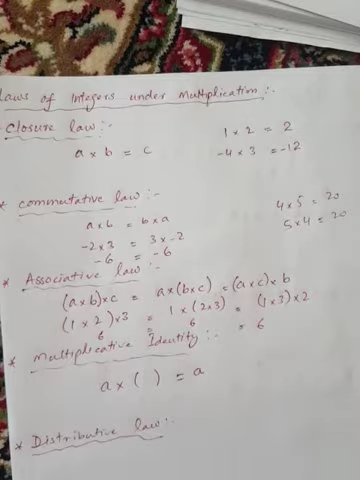 Laws of Integers under Multiplication:-
Closure law:-
a × b = c
1 × 2 = 2
-4 × 3 = -12
* Commutative law:-
a × b = b × a
-2 × 3 = 3 × -2
-6 = -6
4 × 5 = 20
5 × 4 = 20
* Associative law:-
(a × b) × c = a × (b × c) = (a × c) × b
(1 × 2) × 3 = 1 × (2 × 3) = (1 × 3) × 2
6 = 6 = 6
* Multiplicative Identity:-
a × ( ) = a
* Distributive law:-